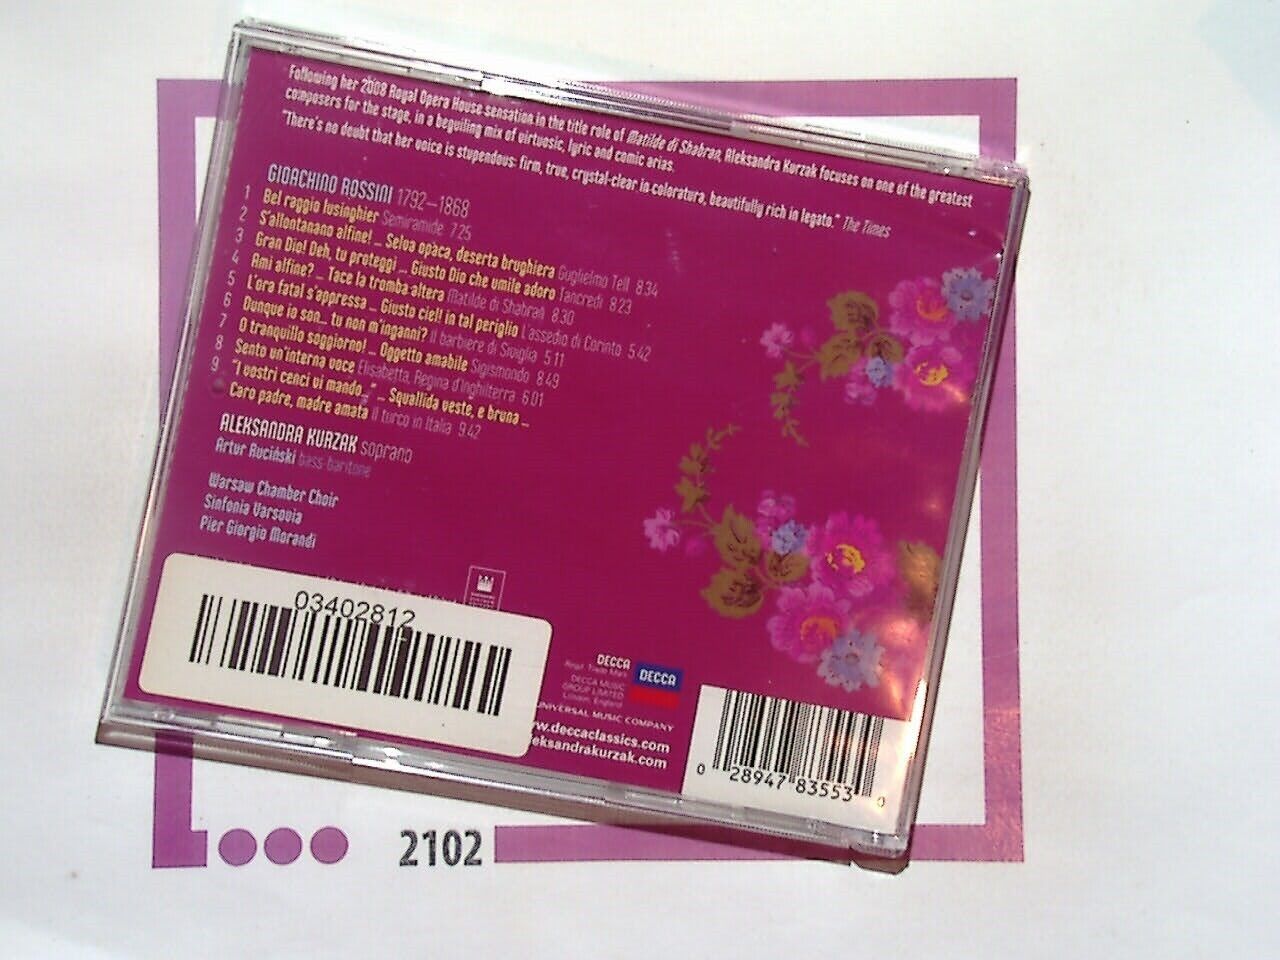 Following her 2008 Royal Opera House sensation in the title role of Matilde di Shabran, Aleksandra Kurzak focuses on one of the greatest
composers for the stage, in a beguiling mix of virtuosic, lyric and comic arias.
"There's no doubt that her voice is stupendous: firm, true, crystal-clear in coloratura, beautifully rich in legato." The Times
GIOACHINO ROSSINI 1792–1868
1 Bel raggio lusinghier Semiramide 7:25
2 S'allontanano alfine! ... Selva opaca, deserta brughiera Guglielmo Tell 8:34
3 Gran Dio! Deh, tu proteggi ... Giusto Dio che umile adoro Tancredi 8:23
4 Ami alfine? ... Tace la tromba altera Matilde di Shabran 8:30
5 L'ora fatal s'appressa ... Giusto ciel! in tal periglio L'assedio di Corinto 5:42
6 Dunque io son... tu non m'inganni? Il barbiere di Siviglia 5:11
7 O tranquillo soggiorno! ... Oggetto amabile Sigismondo 8:49
8 Sento un'interna voce Elisabetta, Regina d'Inghilterra 6:01
9 "I vostri cenci vi mando..." ... Squallida veste, e bruna ...
Caro padre, madre amata Il turco in Italia 9:42
ALEKSANDRA KURZAK soprano
Artur Ruciński bass-baritone
Warsaw Chamber Choir
Sinfonia Varsovia
Pier Giorgio Morandi
03402812
DECCA
Regd. Trade Mark
DECCA MUSIC
GROUP LIMITED
London, England
DECCA
UNIVERSAL MUSIC COMPANY
ww.deccaclassics.com
leksandrakurzak.com
0 28947 83553 0
2102